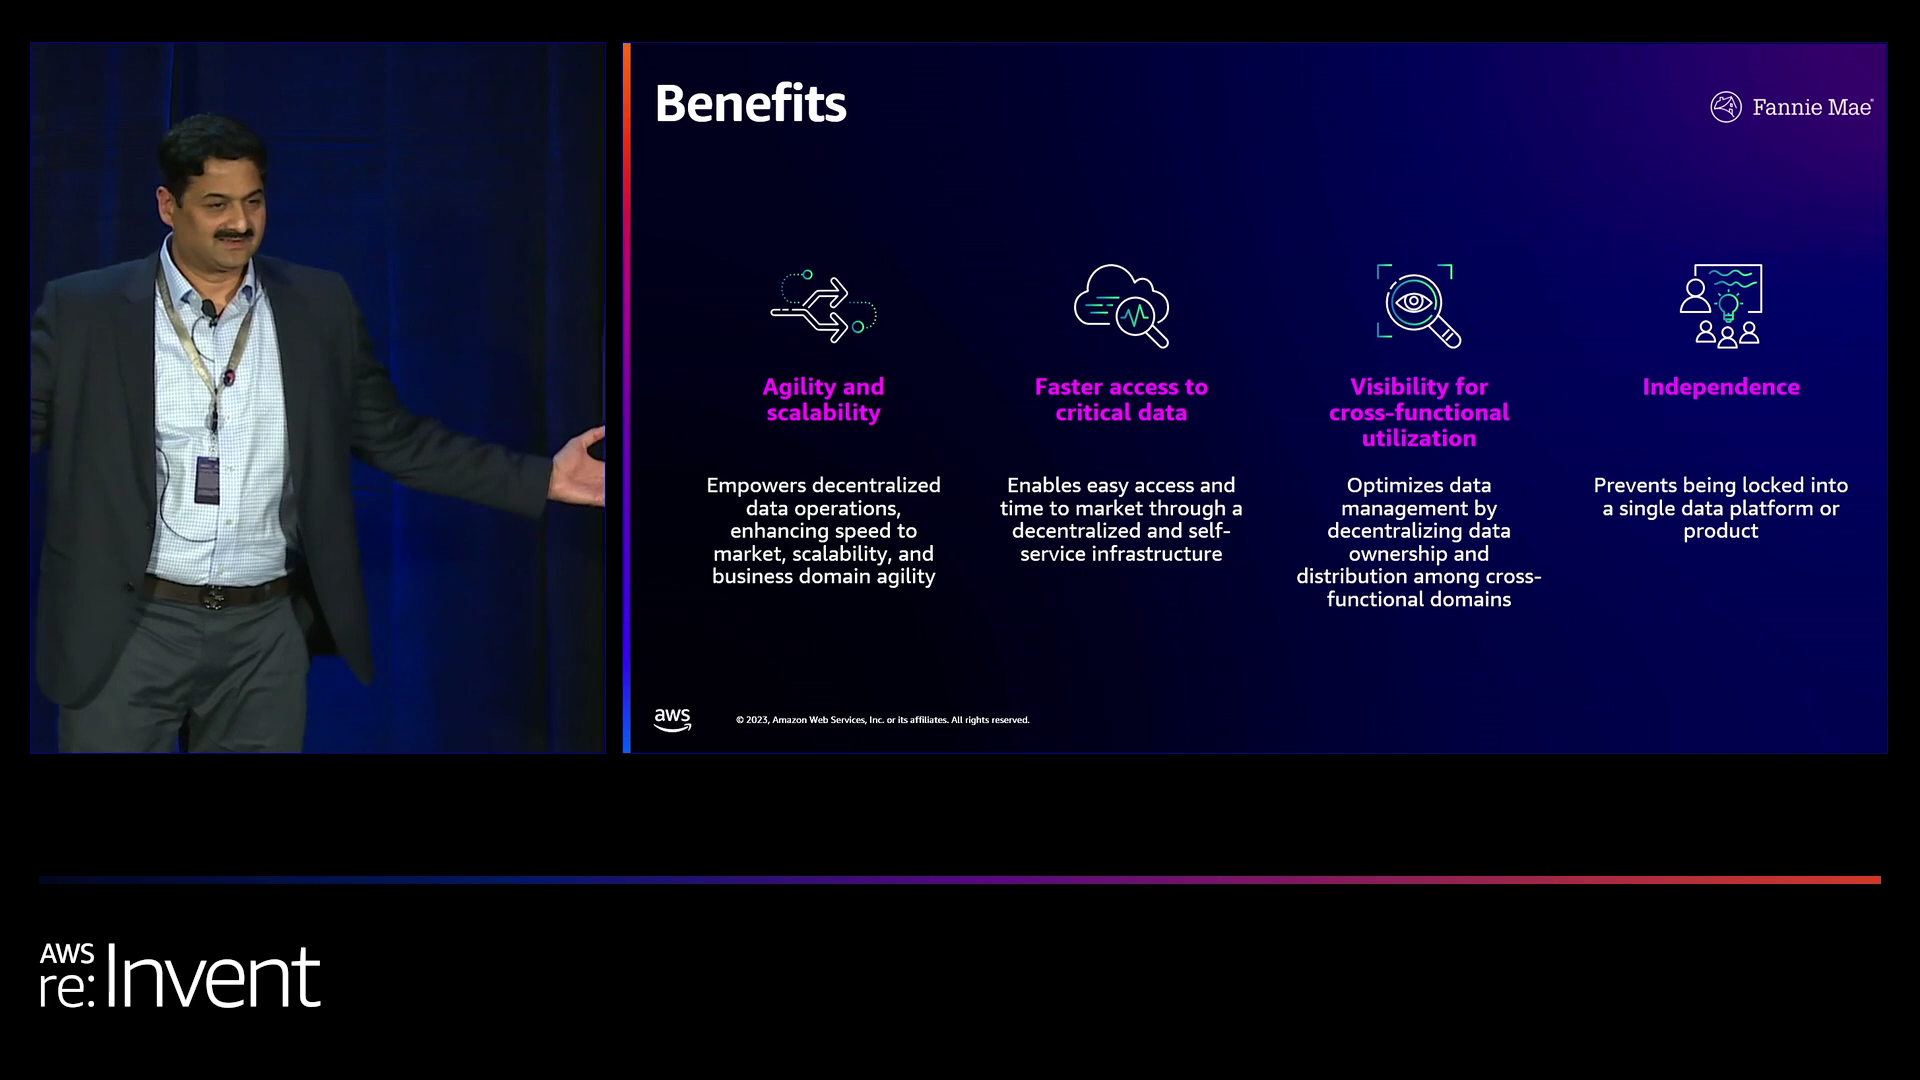 Benefits
Fannie Mae®
Agility and
scalability
Empowers decentralized
data operations,
enhancing speed to
market, scalability, and
business domain agility
Faster access to
critical data
Enables easy access and
time to market through a
decentralized and self-
service infrastructure
Visibility for
cross-functional
utilization
Optimizes data
management by
decentralizing data
ownership and
distribution among cross-
functional domains
Independence
Prevents being locked into
a single data platform or
product
aws
© 2023, Amazon Web Services, Inc. or its affiliates. All rights reserved.
AWS
re:Invent